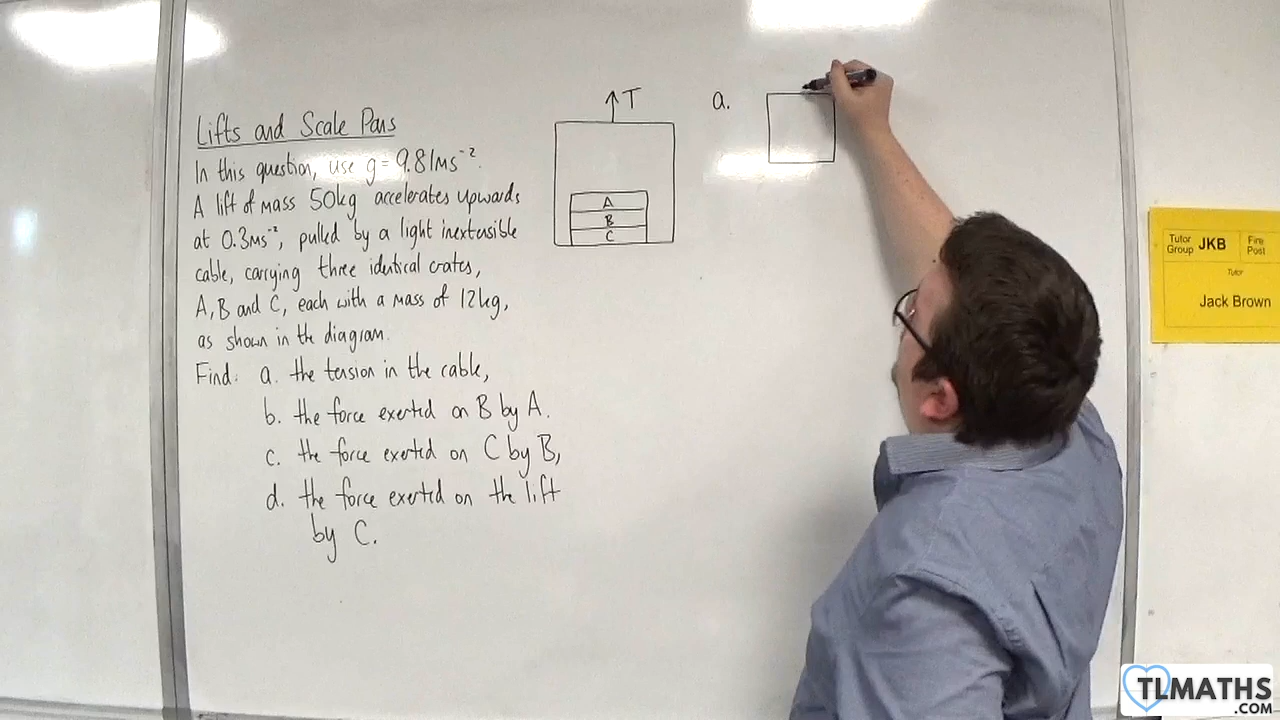 Lifts and Scale Pans
In this question, use g = 9.81ms⁻².
A lift of mass 50kg accelerates upwards
at 0.3ms⁻², pulled by a light inextensible
cable, carrying three identical crates,
A, B and C, each with a mass of 12kg,
as shown in the diagram.
Find: a. the tension in the cable,
b. the force exerted on B by A.
c. the force exerted on C by B,
d. the force exerted on the lift
by C.
T
A
B
C
a.
Tutor Group JKB
Fire Post
Tutor
Jack Brown
TLMATHS
.COM